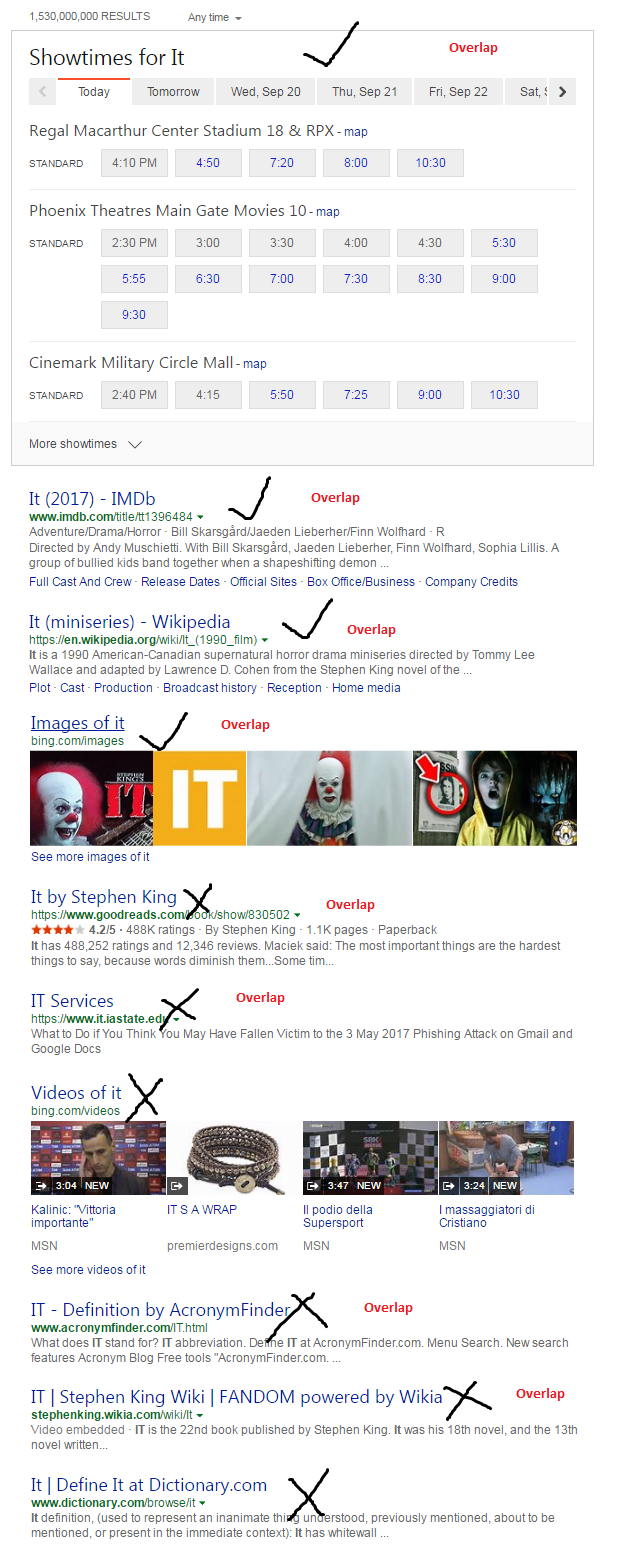 1,530,000,000 RESULTS Any time
Showtimes for It Overlap
Today Tomorrow Wed, Sep 20 Thu, Sep 21 Fri, Sep 22 Sat, S
Regal Macarthur Center Stadium 18 & RPX - map
STANDARD 4:10 PM 4:50 7:20 8:00 10:30
Phoenix Theatres Main Gate Movies 10 - map
STANDARD 2:30 PM 3:00 3:30 4:00 4:30 5:30
5:55 6:30 7:00 7:30 8:30 9:00
9:30
Cinemark Military Circle Mall - map
STANDARD 2:40 PM 4:15 5:50 7:25 9:00 10:30
More showtimes
It (2017) - IMDb Overlap
www.imdb.com/title/tt1396484
Adventure/Drama/Horror · Bill Skarsgård/Jaeden Lieberher/Finn Wolfhard · R
Directed by Andy Muschietti. With Bill Skarsgård, Jaeden Lieberher, Finn Wolfhard, Sophia Lillis. A
group of bullied kids band together when a shapeshifting demon ...
Full Cast And Crew · Release Dates · Official Sites · Box Office/Business · Company Credits
It (miniseries) - Wikipedia Overlap
https://en.wikipedia.org/wiki/It_(1990_film)
It is a 1990 American-Canadian supernatural horror drama miniseries directed by Tommy Lee
Wallace and adapted by Lawrence D. Cohen from the Stephen King novel of the ...
Plot · Cast · Production · Broadcast history · Reception · Home media
Images of it Overlap
bing.com/images
STEPHEN
KING'S
IT
IT
See more images of it
It by Stephen King Overlap
https://www.goodreads.com/book/show/830502
4.2/5 · 488K ratings · By Stephen King · 1.1K pages · Paperback
It has 488,252 ratings and 12,346 reviews. Maciek said: The most important things are the hardest
things to say, because words diminish them...Some tim...
IT Services Overlap
https://www.it.iastate.edu
What to Do if You Think You May Have Fallen Victim to the 3 May 2017 Phishing Attack on Gmail and
Google Docs
Videos of it
bing.com/videos
3:04 NEW 3:47 NEW 3:24 NEW
Kalinic: "Vittoria importante" IT S A WRAP Il podio della Supersport I massaggiatori di Cristiano
MSN premierdesigns.com MSN MSN
See more videos of it
IT - Definition by AcronymFinder Overlap
www.acronymfinder.com/IT.html
What does IT stand for? IT abbreviation. Define IT at AcronymFinder.com. Menu Search. New search
features Acronym Blog Free tools "AcronymFinder.com. ...
IT | Stephen King Wiki | FANDOM powered by Wikia Overlap
stephenking.wikia.com/wiki/It
Video embedded · IT is the 22nd book published by Stephen King. It was his 18th novel, and the 13th
novel written...
It | Define It at Dictionary.com
www.dictionary.com/browse/it
It definition, (used to represent an inanimate thing understood, previously mentioned, about to be
mentioned, or present in the immediate context): It has whitewall ...